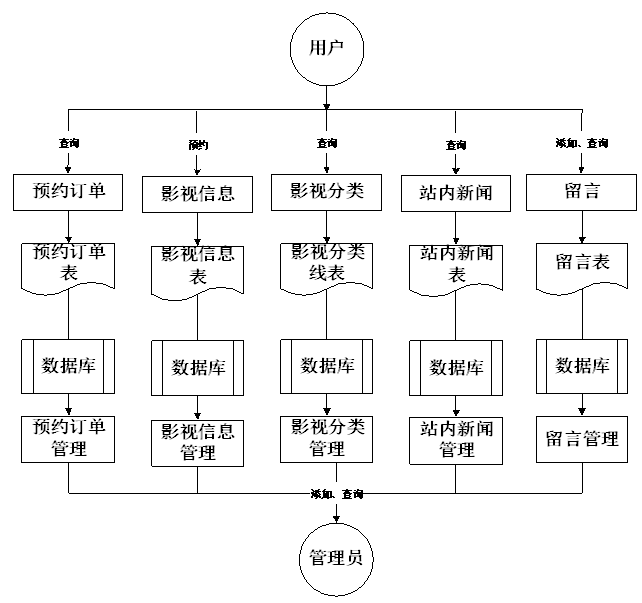 用户
查询
预约
查询
查询
添加、查询
预约订单
影视信息
影视分类
站内新闻
留言
预约订单
表
影视信息
表
影视分类
线表
站内新闻
表
留言表
数据库
数据库
数据库
数据库
数据库
预约订单
管理
影视信息
管理
影视分类
管理
站内新闻
管理
留言管理
添加、查询
管理员